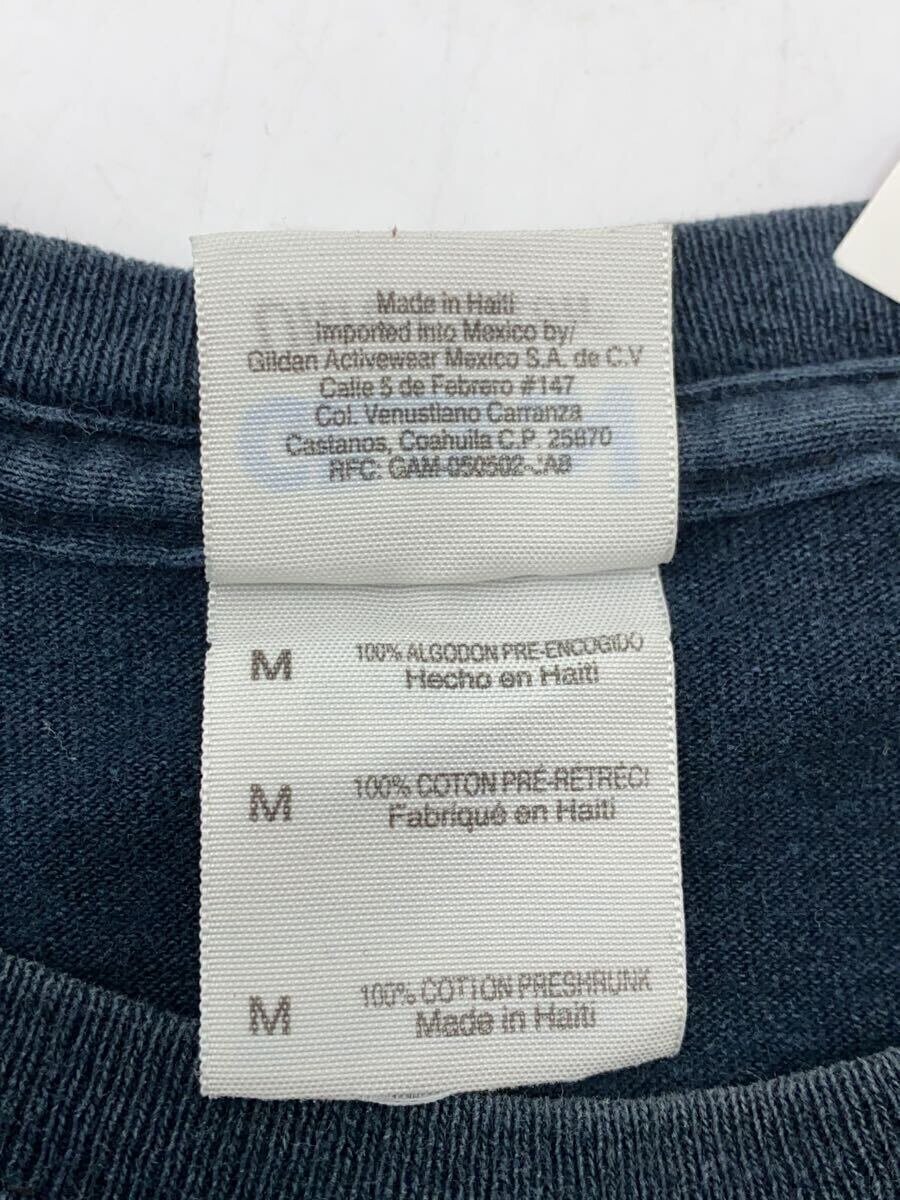 Made in Haiti
Imported into Mexico by/
Gildan Activewear Mexico S.A. de C.V
Calle 5 de Febrero #147
Col. Venustiano Carranza
Castanos, Coahuila C.P. 25870
RFC: GAM-050502-JA8
M 100% ALGODON PRE-ENCOGIDO
Hecho en Haiti
M 100% COTON PRÉ-RÉTRÉCI
Fabriqué en Haiti
M 100% COTTON PRESHRUNK
Made in Haiti